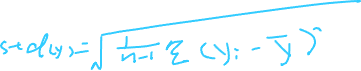 std(y)=√(1/(n-1) Σ (yᵢ - ȳ)²)